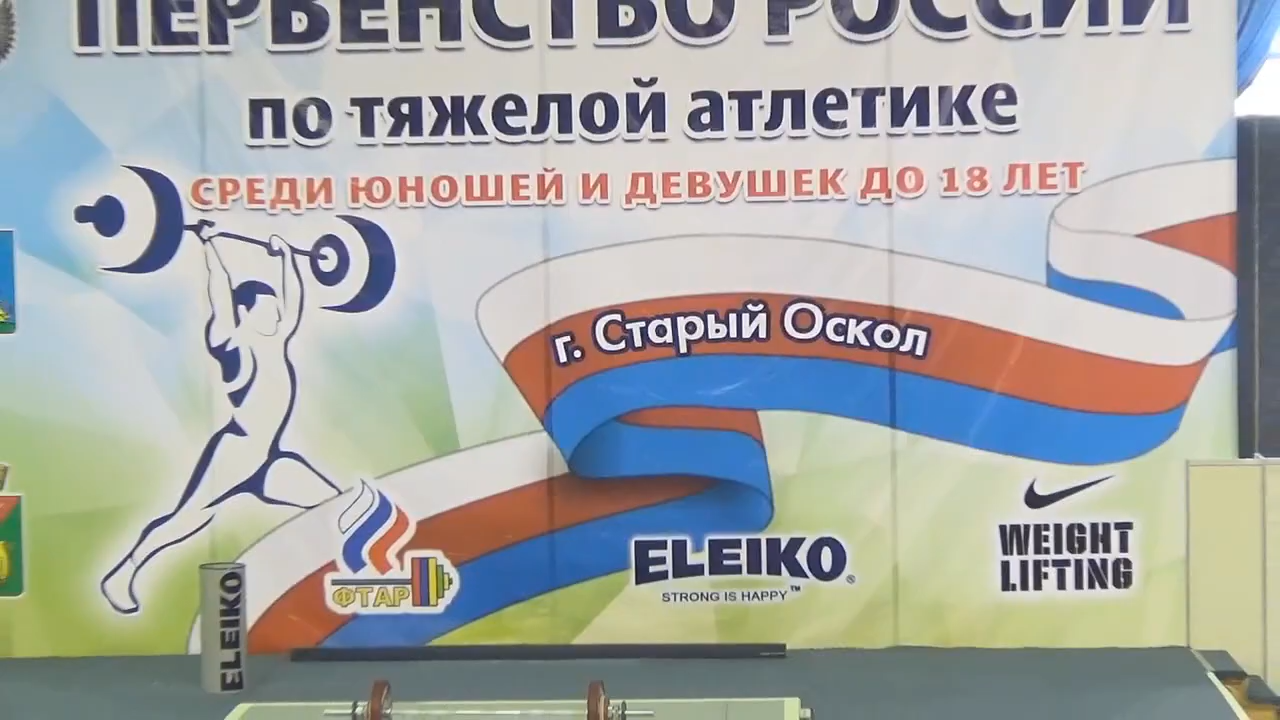 ПЕРВЕНСТВО РОССИИ
по тяжелой атлетике
СРЕДИ ЮНОШЕЙ И ДЕВУШЕК ДО 18 ЛЕТ
г. Старый Оскол
ФТАР
ELEIKO®
STRONG IS HAPPY™
WEIGHT
LIFTING
ELEIKO